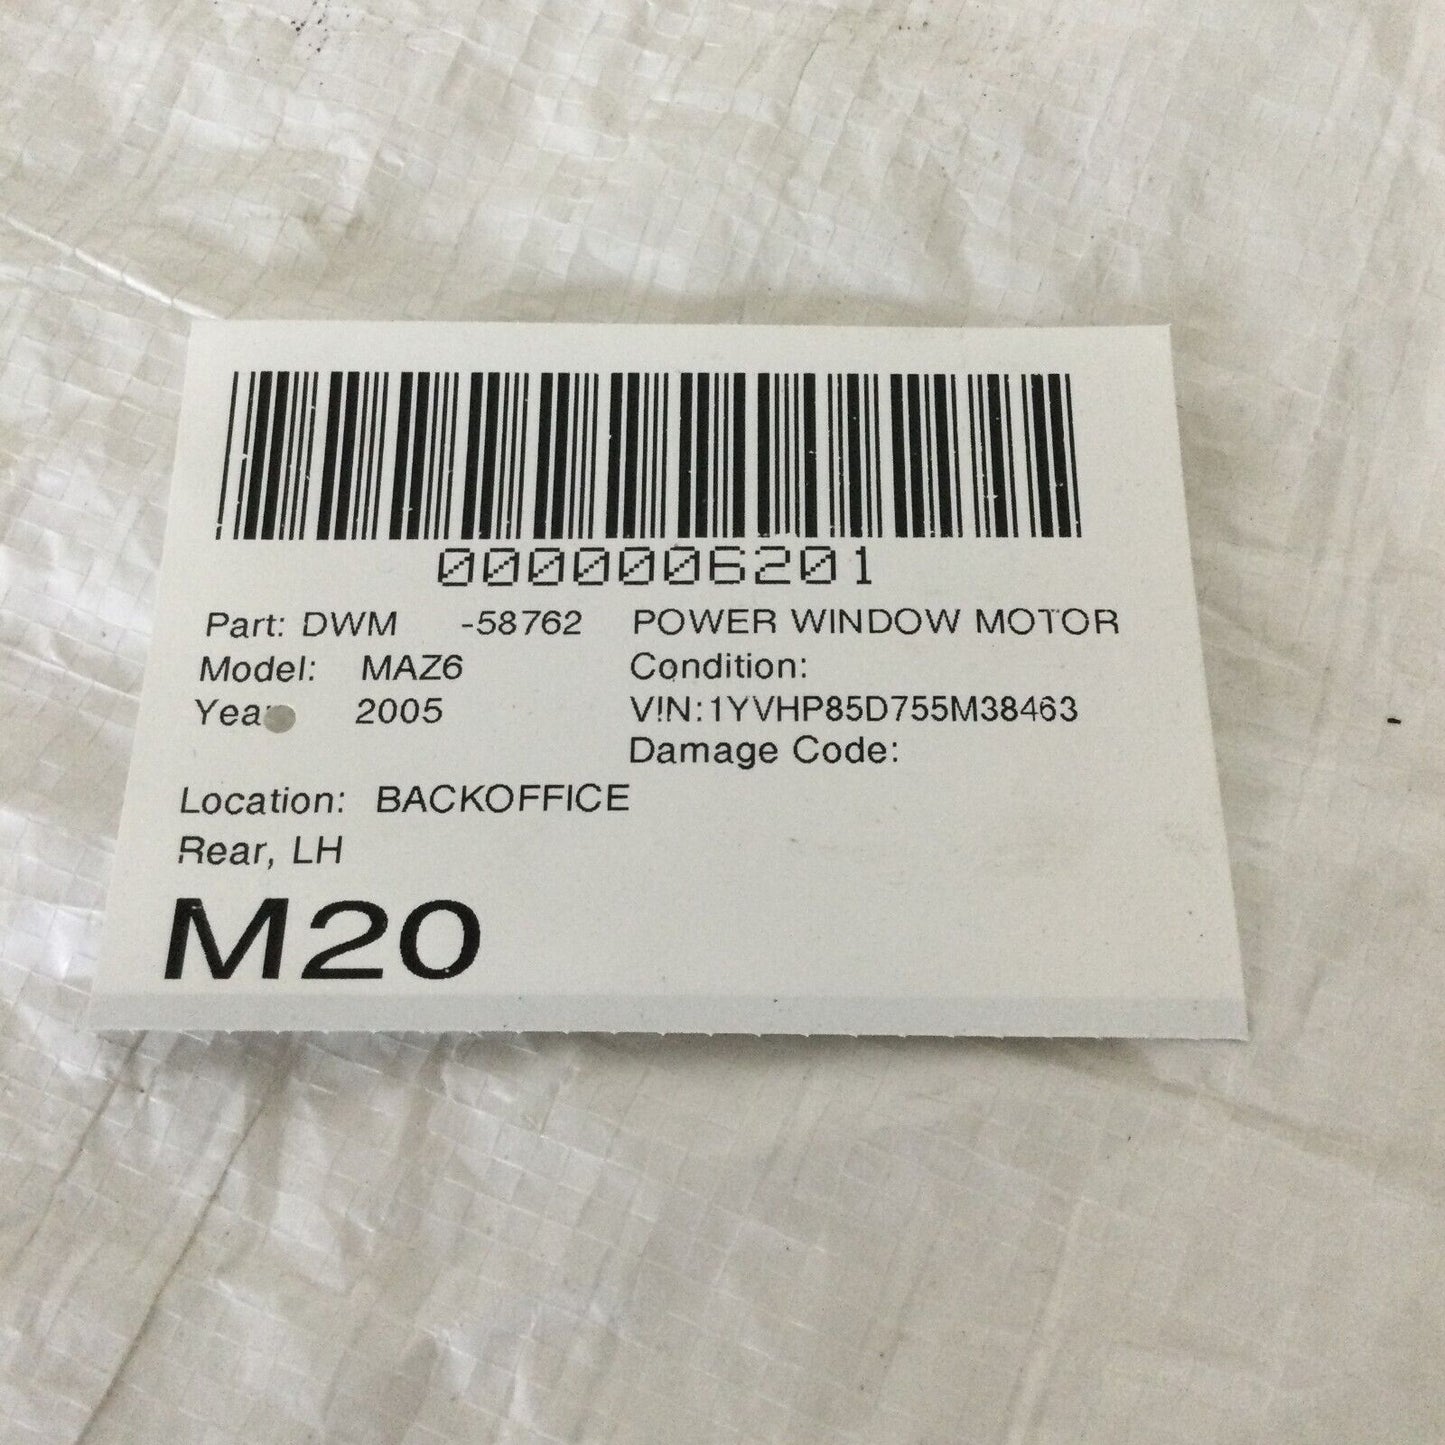 0000006201
Part: DWM -58762 POWER WINDOW MOTOR
Model: MAZ6 Condition:
Year 2005 VIN:1YVHP85D755M38463
Damage Code:
Location: BACKOFFICE
Rear, LH
M20